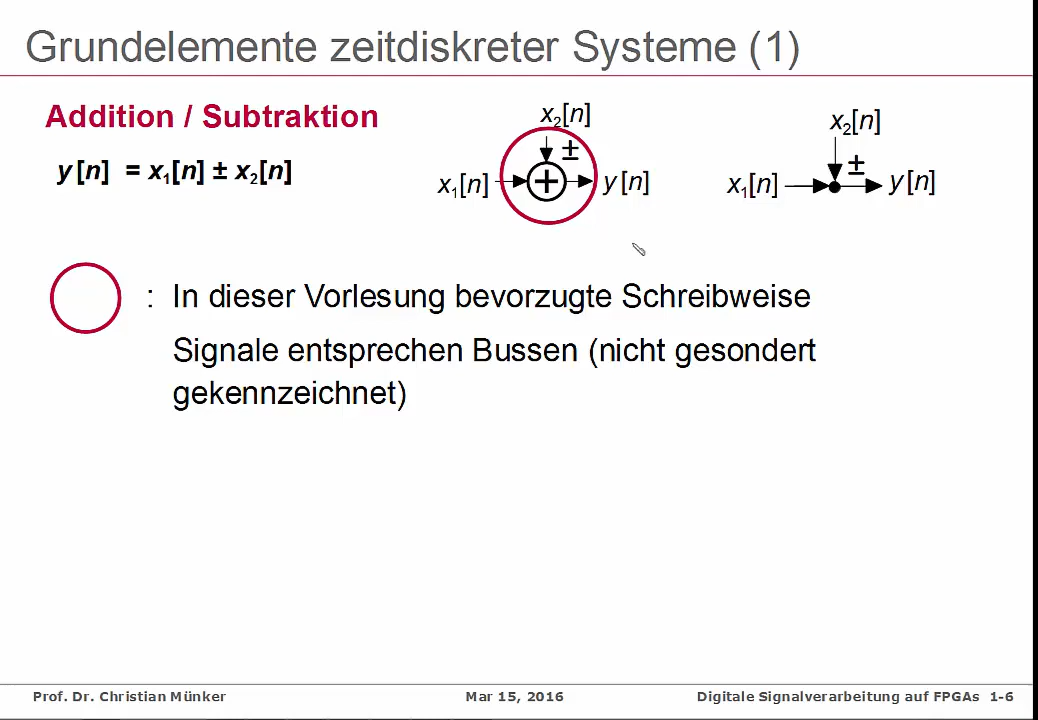 Grundelemente zeitdiskreter Systeme (1)
Addition / Subtraktion
y[n] = x₁[n] ± x₂[n]
x₂[n]
±
x₁[n] + y[n]
x₂[n]
±
x₁[n] y[n]
: In dieser Vorlesung bevorzugte Schreibweise
Signale entsprechen Bussen (nicht gesondert
gekennzeichnet)
Prof. Dr. Christian Münker Mar 15, 2016 Digitale Signalverarbeitung auf FPGAs 1-6